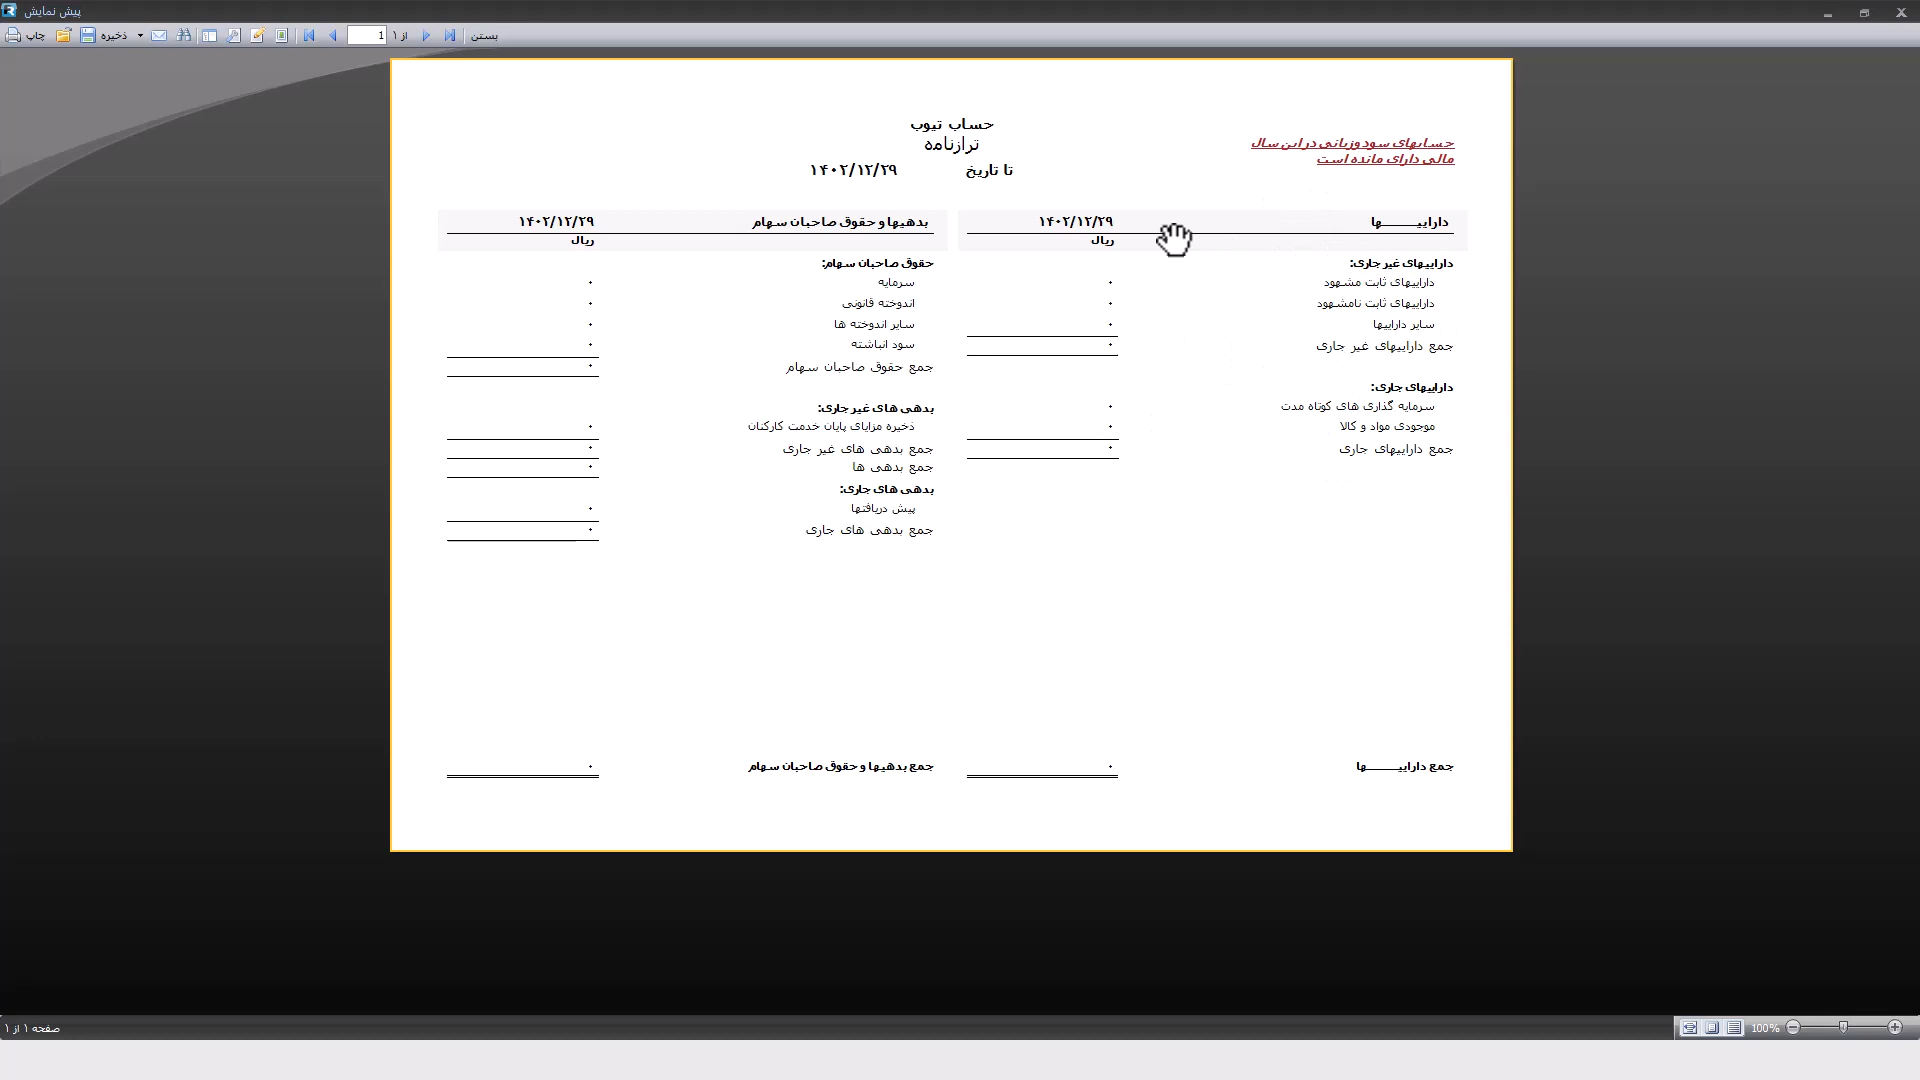 پیش نمایش
چاپ ذخیره 1 از ۱ بستن
حساب تیوب
ترازنامه
تا تاریخ ۱۴۰۲/۱۲/۲۹
حسابهای سود وزیانی در این سال
مالی دارای مانده است
داراییـــــــــها ۱۴۰۲/۱۲/۲۹
ریال
داراییهای غیر جاری:
داراییهای ثابت مشهود ۰
داراییهای ثابت نامشهود ۰
سایر داراییها ۰
جمع داراییهای غیر جاری ۰
داراییهای جاری:
سرمایه گذاری های کوتاه مدت ۰
موجودی مواد و کالا ۰
جمع داراییهای جاری ۰
جمع داراییـــــــــها ۰
بدهیها و حقوق صاحبان سهام ۱۴۰۲/۱۲/۲۹
ریال
حقوق صاحبان سهام:
سرمایه ۰
اندوخته قانونی ۰
سایر اندوخته ها ۰
سود انباشته ۰
جمع حقوق صاحبان سهام ۰
بدهی های غیر جاری:
ذخیره مزایای پایان خدمت کارکنان ۰
جمع بدهی های غیر جاری ۰
جمع بدهی ها ۰
بدهی های جاری:
پیش دریافتها ۰
جمع بدهی های جاری ۰
جمع بدهیها و حقوق صاحبان سهام ۰
صفحه ۱ از ۱
100%